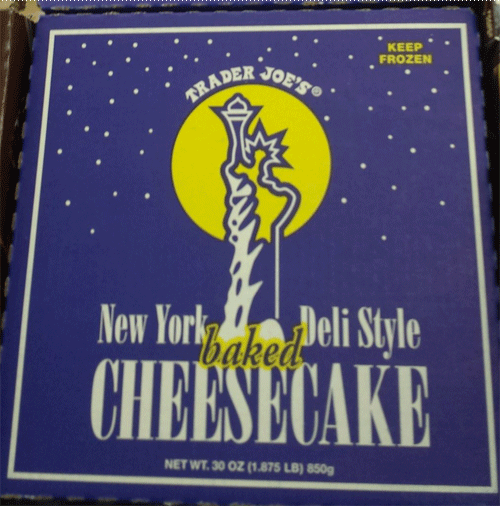 KEEP
FROZEN
TRADER JOE'S®
New York Deli Style
baked
CHEESECAKE
NET WT. 30 OZ (1.875 LB) 850g